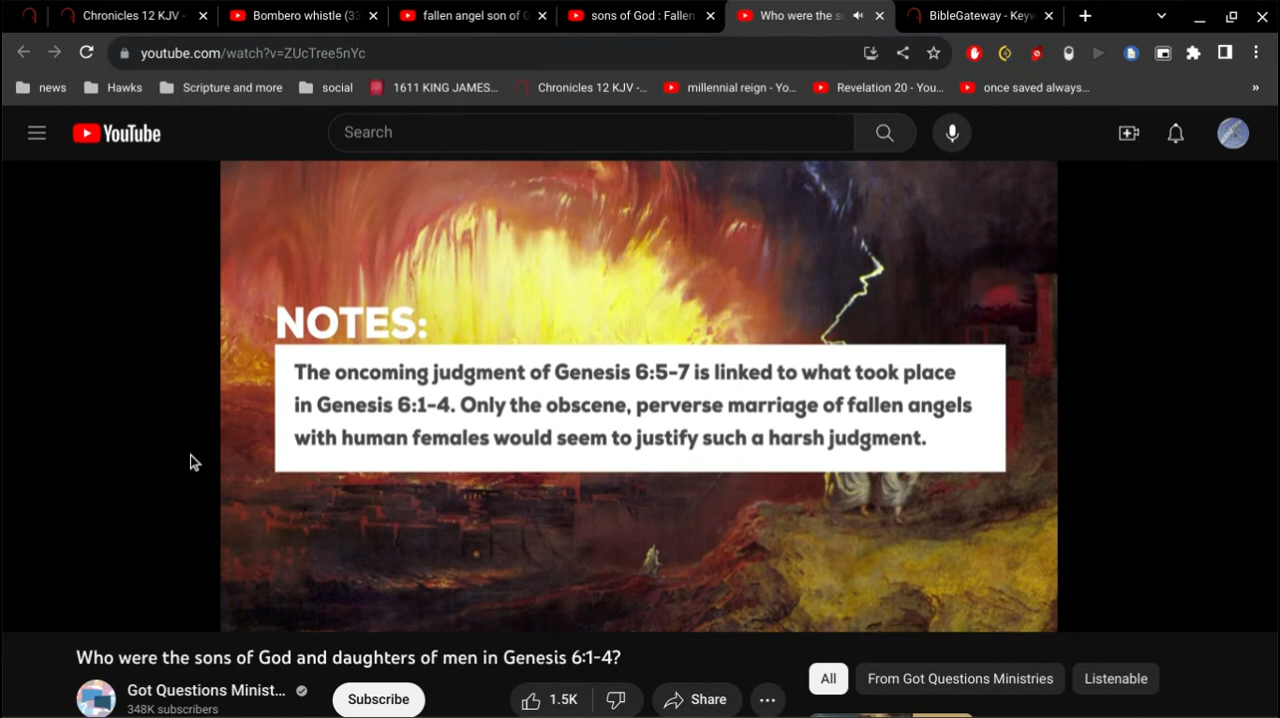 Chronicles 12 KJV -
Bombero whistle (33
fallen angel son of G
sons of God : Fallen
Who were the s
BibleGateway - Keyw
youtube.com/watch?v=ZUcTree5nYc
news
Hawks
Scripture and more
social
1611 KING JAMES...
Chronicles 12 KJV -...
millennial reign - Yo...
Revelation 20 - You...
once saved always...
»
YouTube
Search
NOTES:
The oncoming judgment of Genesis 6:5-7 is linked to what took place
in Genesis 6:1-4. Only the obscene, perverse marriage of fallen angels
with human females would seem to justify such a harsh judgment.
Who were the sons of God and daughters of men in Genesis 6:1-4?
Got Questions Minist...
348K subscribers
Subscribe
1.5K
Share
All
From Got Questions Ministries
Listenable